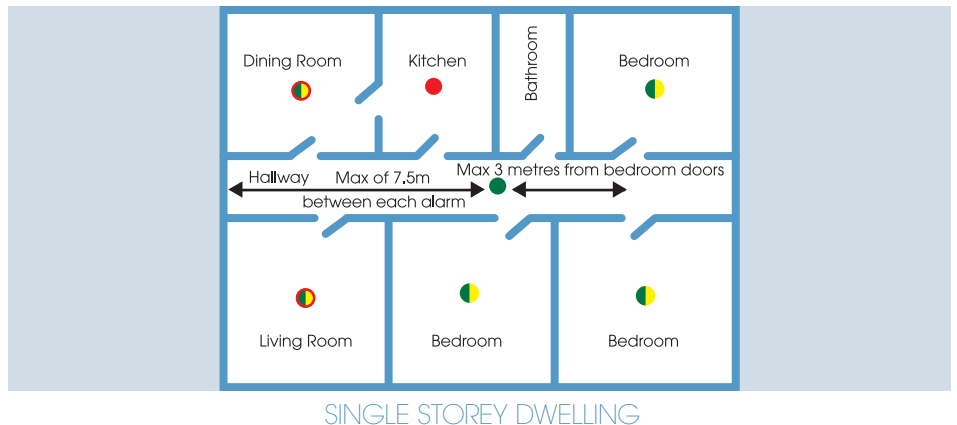 Dining Room
Kitchen
Bathroom
Bedroom
Hallway
Max of 7.5m
between each alarm
Max 3 metres from bedroom doors
Living Room
Bedroom
Bedroom
SINGLE STOREY DWELLING